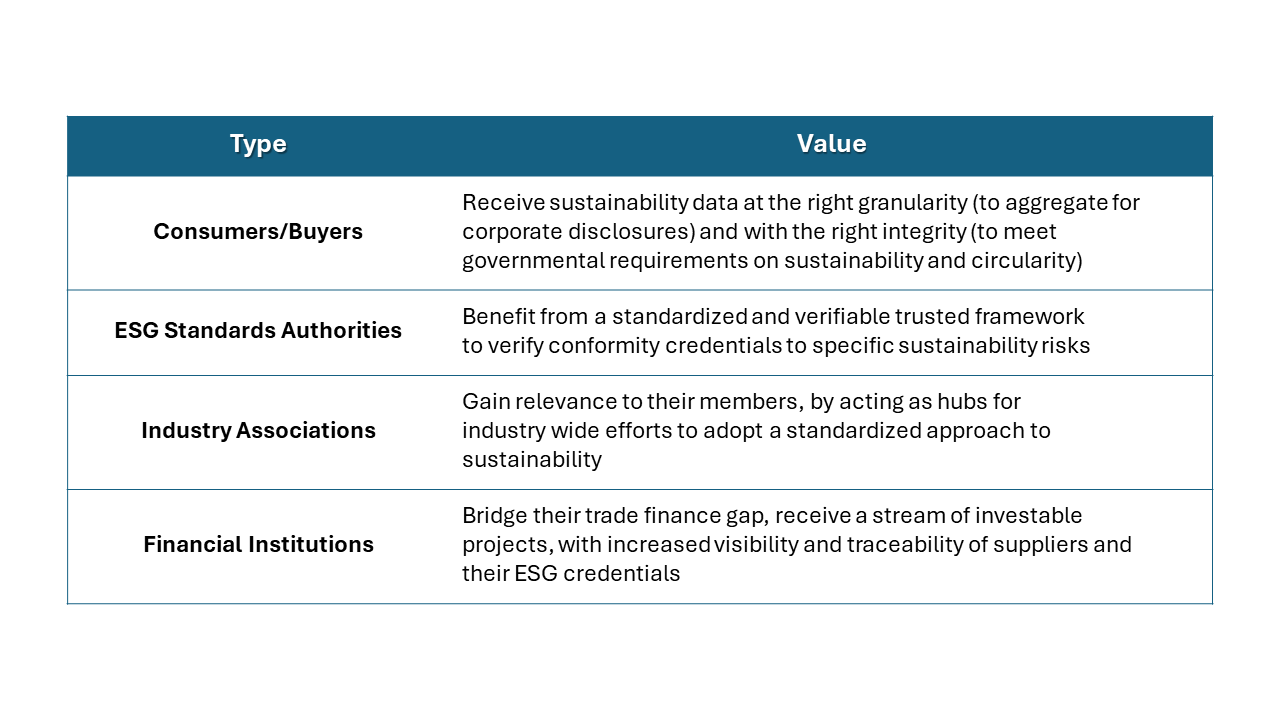 Type
Value
Consumers/Buyers
Receive sustainability data at the right granularity (to aggregate for
corporate disclosures) and with the right integrity (to meet
governmental requirements on sustainability and circularity)
ESG Standards Authorities
Benefit from a standardized and verifiable trusted framework
to verify conformity credentials to specific sustainability risks
Industry Associations
Gain relevance to their members, by acting as hubs for
industry wide efforts to adopt a standardized approach to
sustainability
Financial Institutions
Bridge their trade finance gap, receive a stream of investable
projects, with increased visibility and traceability of suppliers and
their ESG credentials